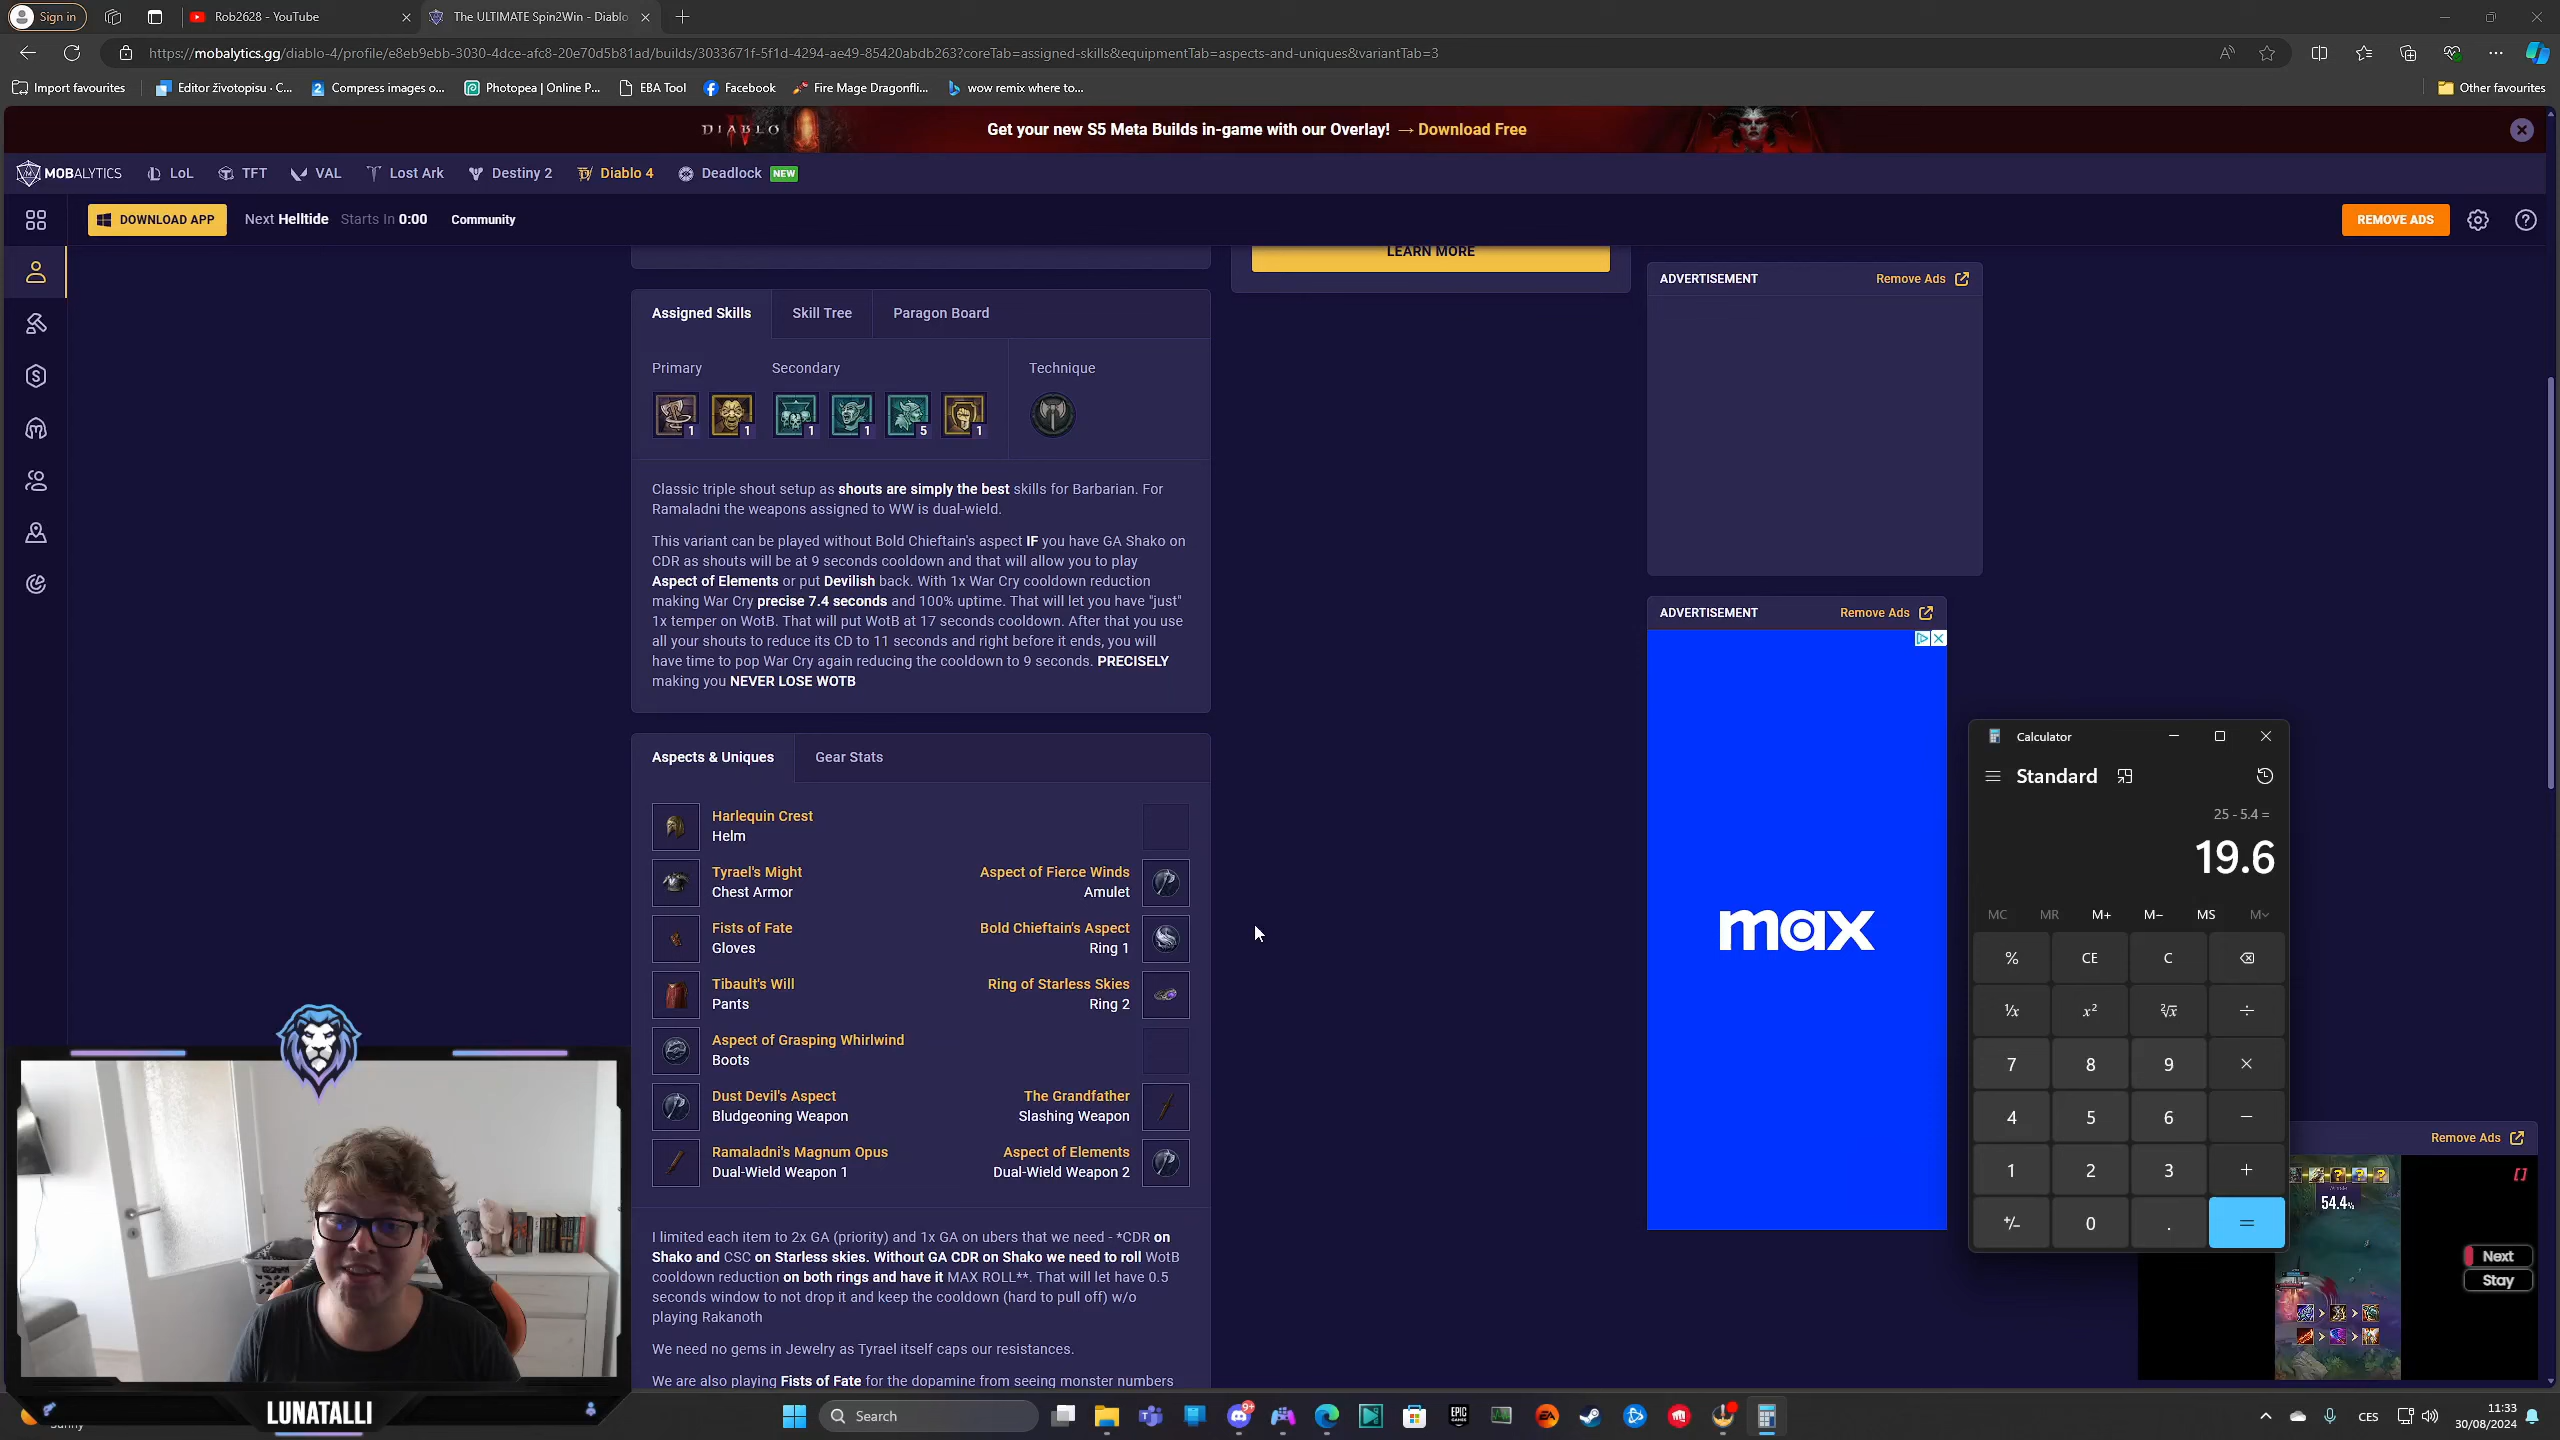 Sign in
Rob2628 - YouTube
The ULTIMATE Spin2Win - Diablo
https://mobalytics.gg/diablo-4/profile/e8eb9ebb-3030-4dce-afc8-20e70d5b81ad/builds/3033671f-5f1d-4294-ae49-85420abdb263?coreTab=assigned-skills&equipmentTab=aspects-and-uniques&variantTab=3
Import favourites
Editor životopisu · C...
Compress images o...
Photopea | Online P...
EBA Tool
Facebook
Fire Mage Dragonfli...
wow remix where to...
Other favourites
DIABLO
Get your new S5 Meta Builds in-game with our Overlay! → Download Free
MOBALYTICS
LoL
TFT
VAL
Lost Ark
Destiny 2
Diablo 4
Deadlock NEW
DOWNLOAD APP
Next Helltide Starts In 0:00
Community
REMOVE ADS
LEARN MORE
Assigned Skills
Skill Tree
Paragon Board
Primary
Secondary
Technique
1 1 1 1 5 1
Classic triple shout setup as shouts are simply the best skills for Barbarian. For
Ramaladni the weapons assigned to WW is dual-wield.
This variant can be played without Bold Chieftain's aspect IF you have GA Shako on
CDR as shouts will be at 9 seconds cooldown and that will allow you to play
Aspect of Elements or put Devilish back. With 1x War Cry cooldown reduction
making War Cry precise 7.4 seconds and 100% uptime. That will let you have "just"
1x temper on WotB. That will put WotB at 17 seconds cooldown. After that you use
all your shouts to reduce its CD to 11 seconds and right before it ends, you will
have time to pop War Cry again reducing the cooldown to 9 seconds. PRECISELY
making you NEVER LOSE WOTB
Aspects & Uniques
Gear Stats
Harlequin Crest
Helm
Tyrael's Might
Chest Armor
Aspect of Fierce Winds
Amulet
Fists of Fate
Gloves
Bold Chieftain's Aspect
Ring 1
Tibault's Will
Pants
Ring of Starless Skies
Ring 2
Aspect of Grasping Whirlwind
Boots
Dust Devil's Aspect
Bludgeoning Weapon
The Grandfather
Slashing Weapon
Ramaladni's Magnum Opus
Dual-Wield Weapon 1
Aspect of Elements
Dual-Wield Weapon 2
I limited each item to 2x GA (priority) and 1x GA on ubers that we need - *CDR on
Shako and CSC on Starless skies. Without GA CDR on Shako we need to roll WotB
cooldown reduction on both rings and have it MAX ROLL**. That will let have 0.5
seconds window to not drop it and keep the cooldown (hard to pull off) w/o
playing Rakanoth
We need no gems in Jewelry as Tyrael itself caps our resistances.
We are also playing Fists of Fate for the dopamine from seeing monster numbers
ADVERTISEMENT
Remove Ads
ADVERTISEMENT
Remove Ads
max
Calculator
Standard
25 - 5.4 =
19.6
MC MR M+ M− MS M
% CE C
¹/x x² ²√x ÷
7 8 9 ×
4 5 6 −
1 2 3 +
+/− 0 . =
Remove Ads
54.4%
Next
Stay
LUNATALLI
Sunny
Search
9+
EPIC
EA
CES
11:33
30/08/2024